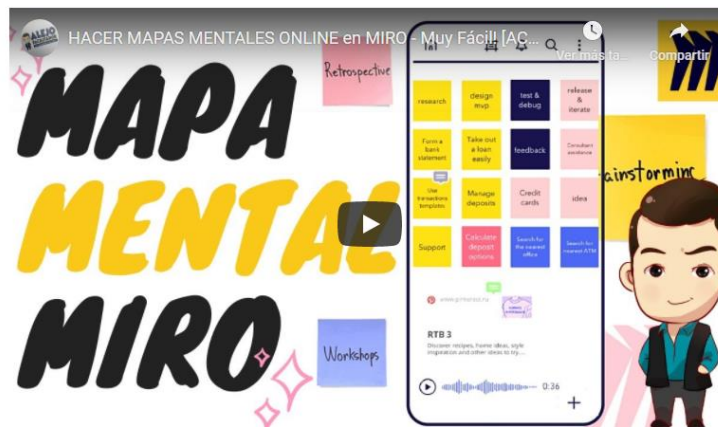 ALEJO
HACER MAPAS MENTALES ONLINE en MIRO - Muy Fácil! [AC...
Ver más ta...
Compartir
MAPA
MENTAL
MIRO
Retrospective
Workshops
research
design
mvp
test &
debug
release
&
iterate
Form a
bank
statement
Take out
a loan
easily
feedback
Consultant
assistance
Use
transactions
templates
Manage
deposits
Credit
cards
idea
Support
Calculate
deposit
options
Search for
the nearest
office
Search for
nearest ATM
RTB 3
Discover recipes, home ideas, style
inspiration and other ideas to try...
0:36
ainstorming